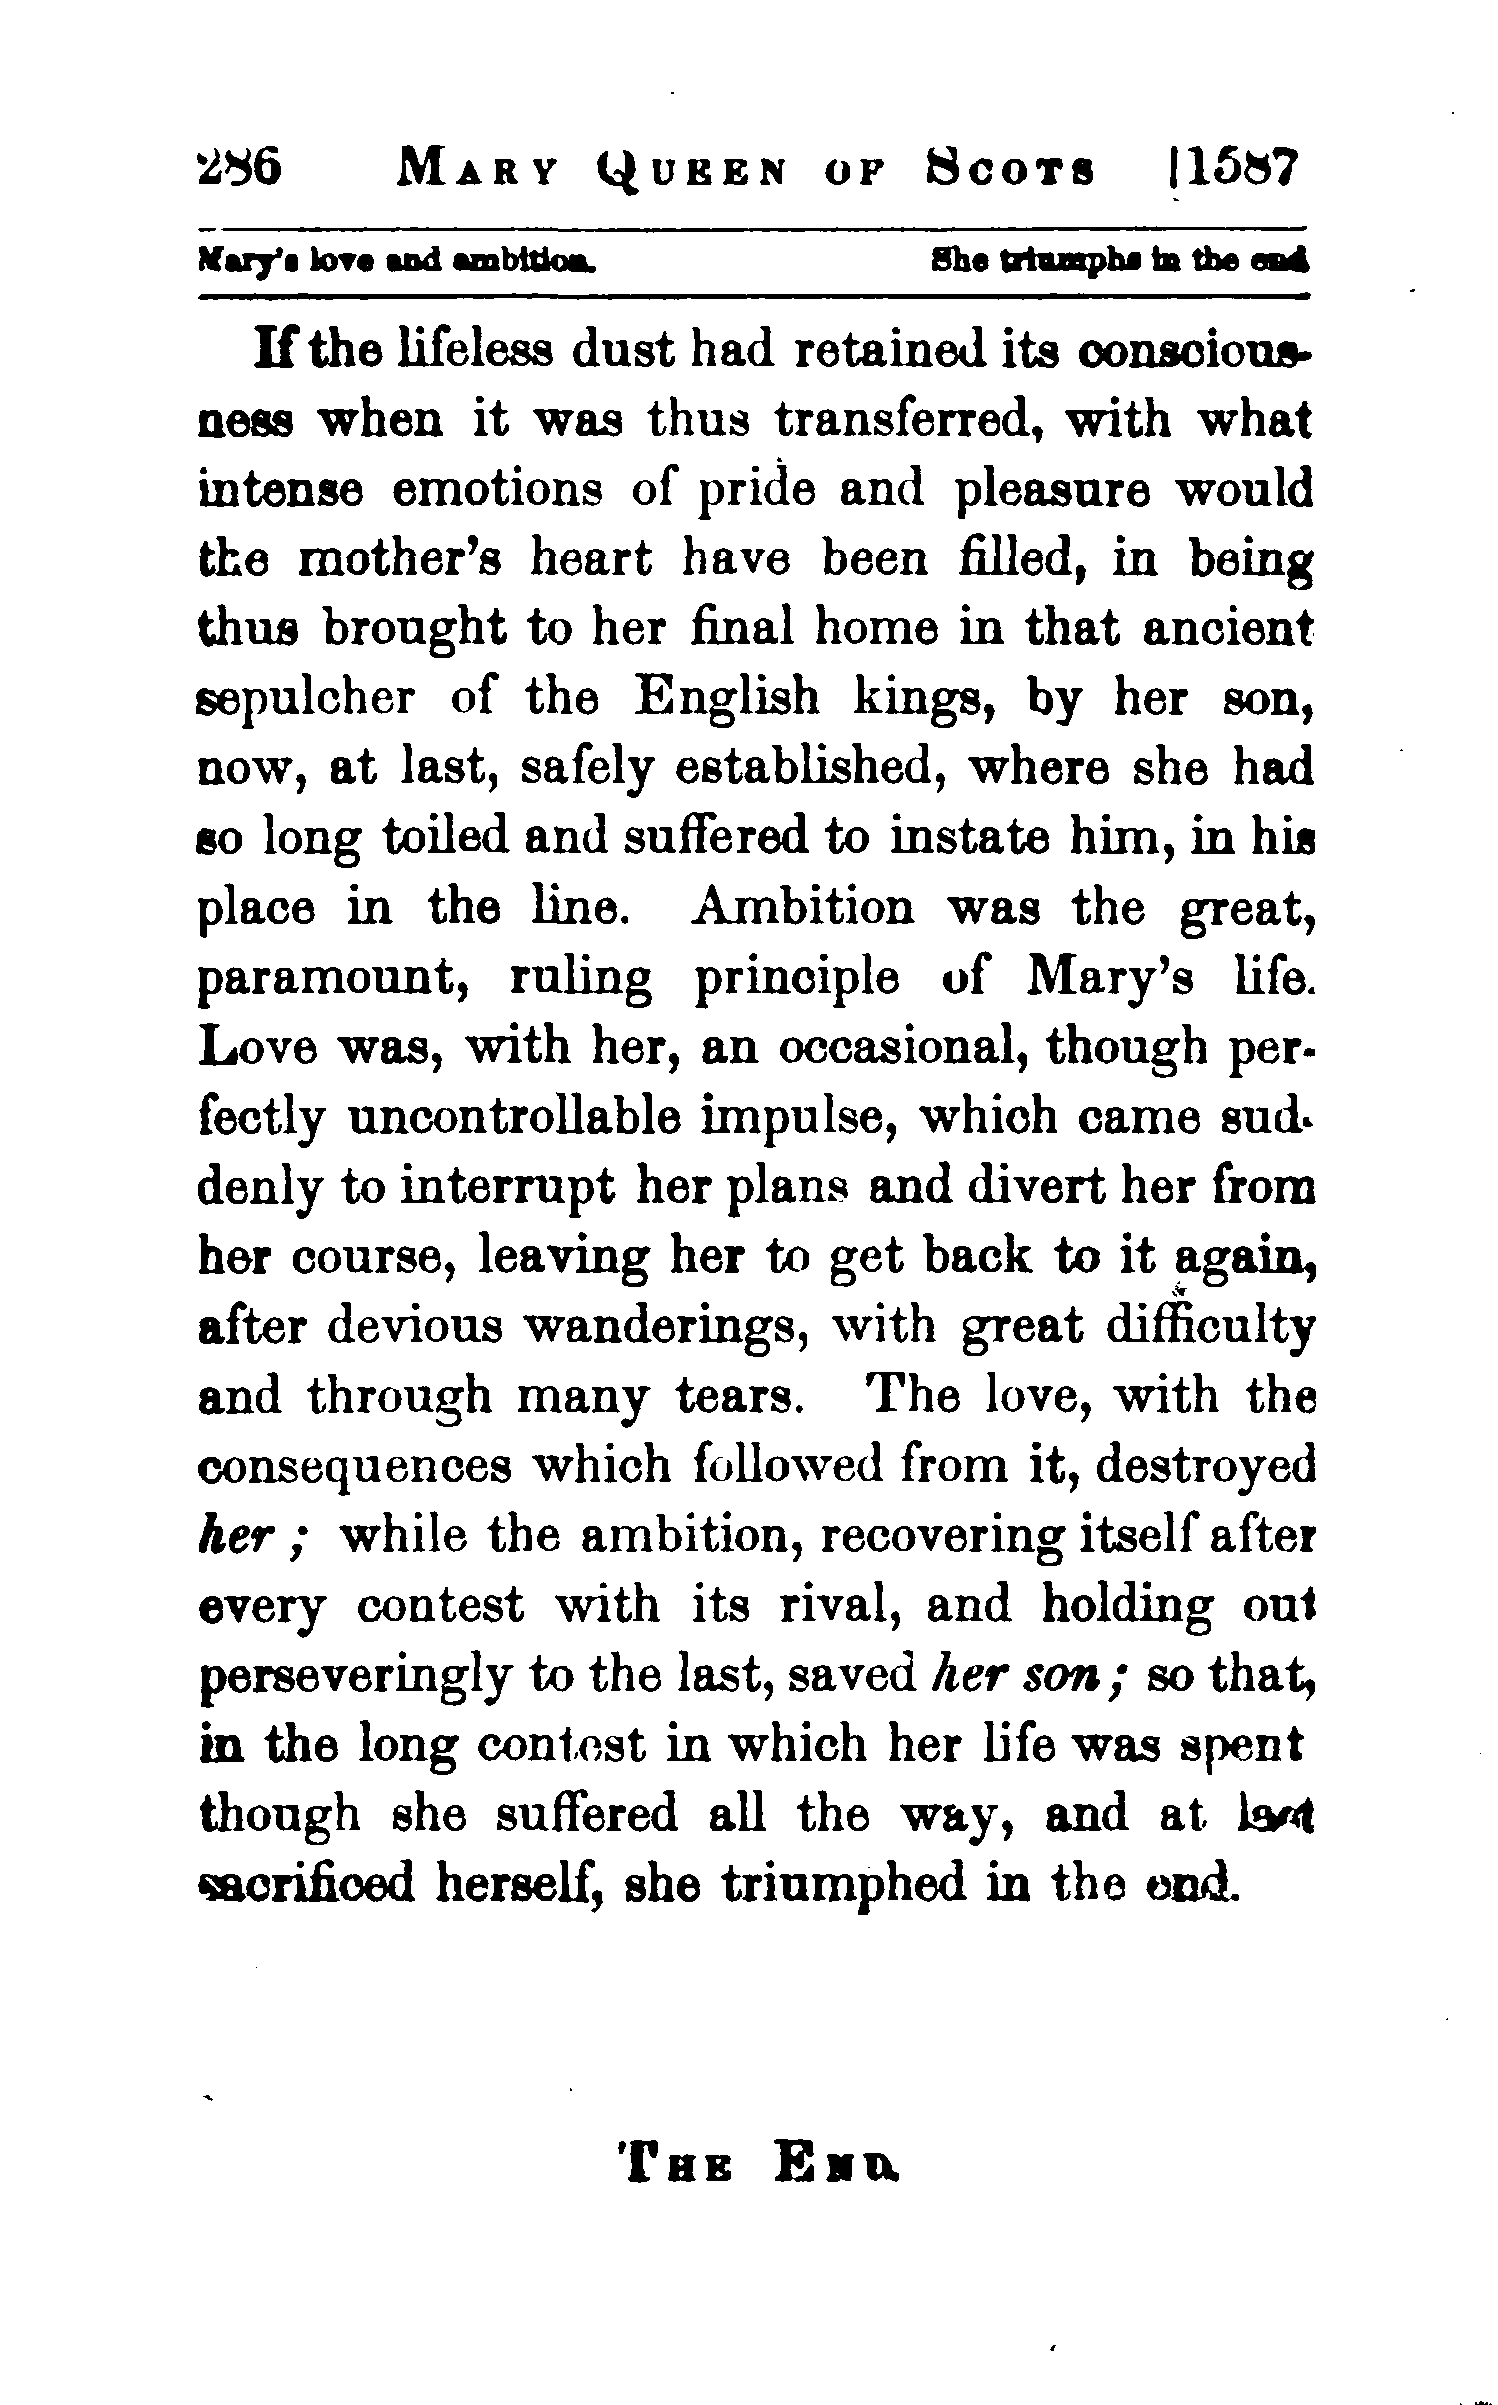 286 MARY QUEEN OF SCOTS [1587
Mary's love and ambition. She triumphs in the end
If the lifeless dust had retained its conscious-
ness when it was thus transferred, with what
intense emotions of pride and pleasure would
the mother's heart have been filled, in being
thus brought to her final home in that ancient
sepulcher of the English kings, by her son,
now, at last, safely established, where she had
so long toiled and suffered to instate him, in his
place in the line. Ambition was the great,
paramount, ruling principle of Mary's life.
Love was, with her, an occasional, though per-
fectly uncontrollable impulse, which came sud-
denly to interrupt her plans and divert her from
her course, leaving her to get back to it again,
after devious wanderings, with great difficulty
and through many tears. The love, with the
consequences which followed from it, destroyed
her; while the ambition, recovering itself after
every contest with its rival, and holding out
perseveringly to the last, saved her son; so that,
in the long contest in which her life was spent
though she suffered all the way, and at last
sacrificed herself, she triumphed in the end.
THE END.